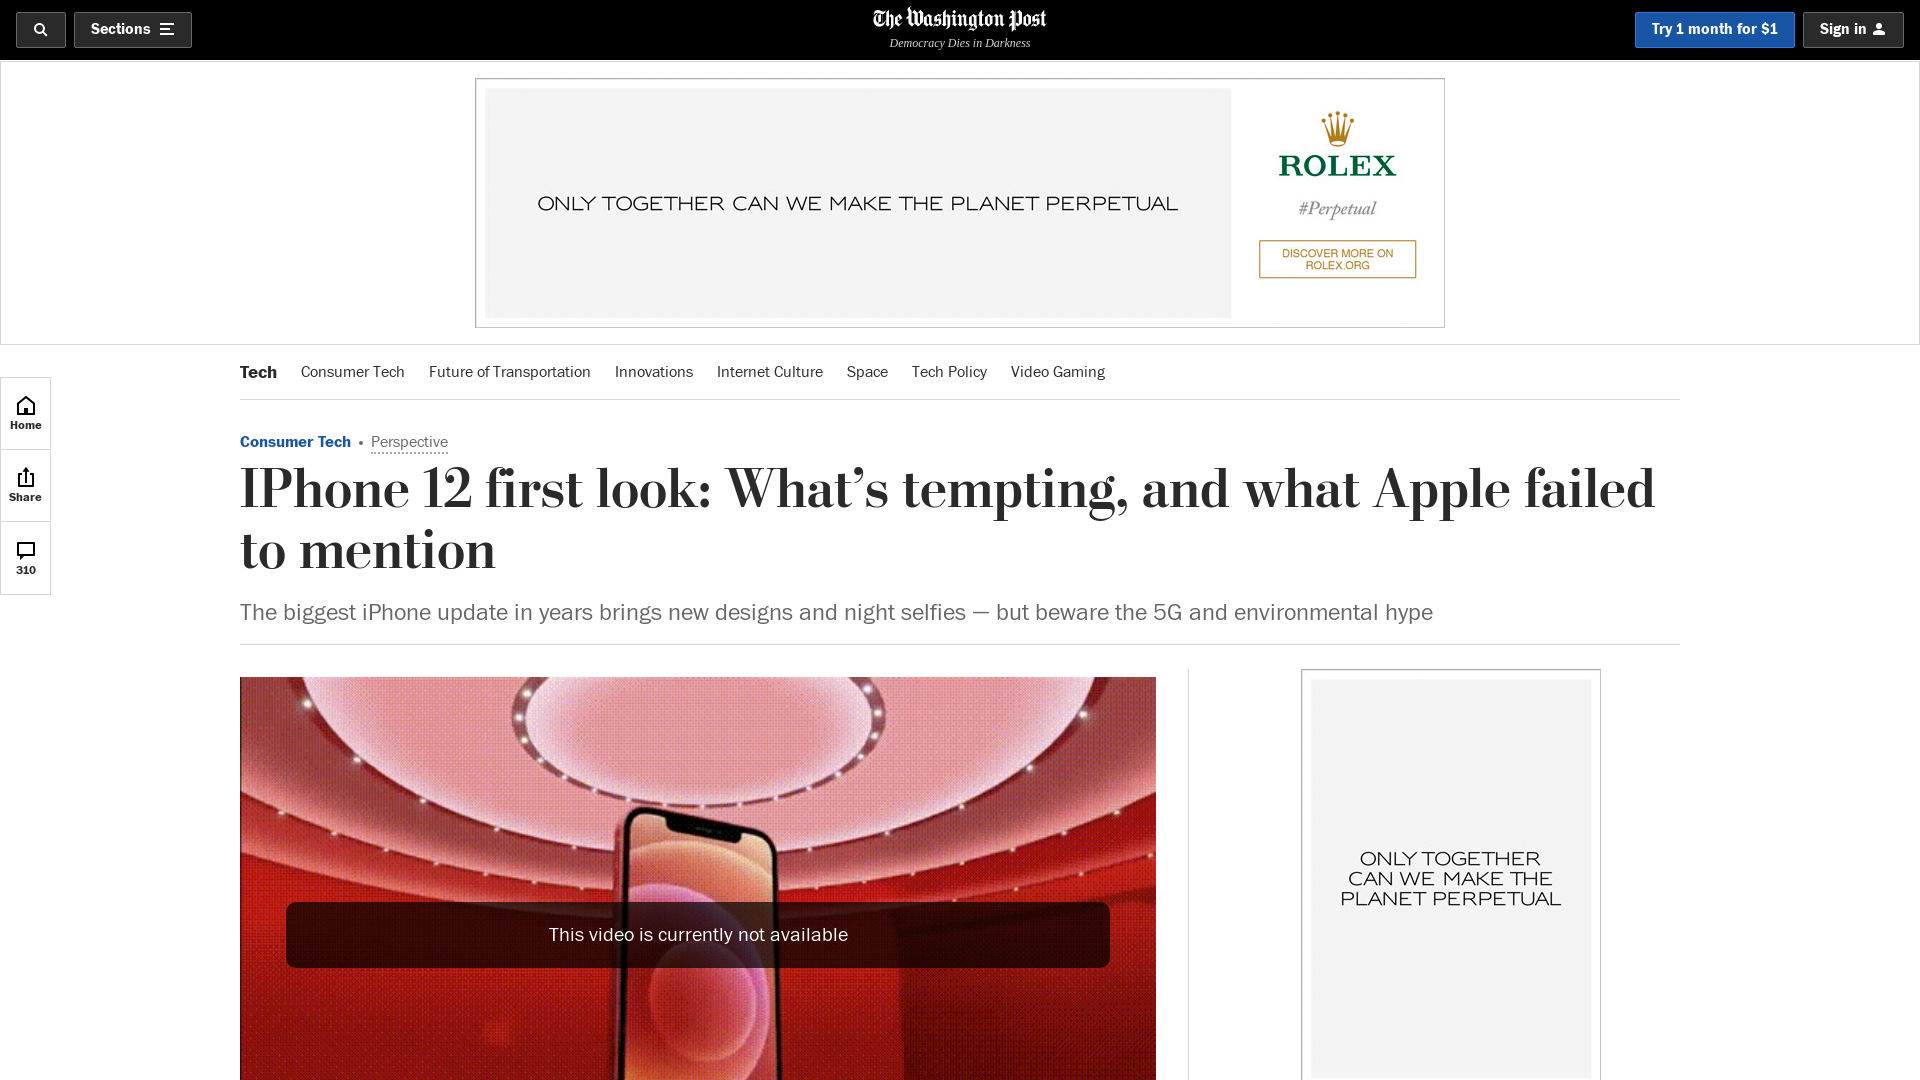 Sections
The Washington Post
Democracy Dies in Darkness
Try 1 month for $1
Sign in
ONLY TOGETHER CAN WE MAKE THE PLANET PERPETUAL
ROLEX
#Perpetual
DISCOVER MORE ON
ROLEX.ORG
Tech Consumer Tech Future of Transportation Innovations Internet Culture Space Tech Policy Video Gaming
Home
Share
310
Consumer Tech • Perspective
IPhone 12 first look: What’s tempting, and what Apple failed
to mention
The biggest iPhone update in years brings new designs and night selfies — but beware the 5G and environmental hype
This video is currently not available
ONLY TOGETHER
CAN WE MAKE THE
PLANET PERPETUAL